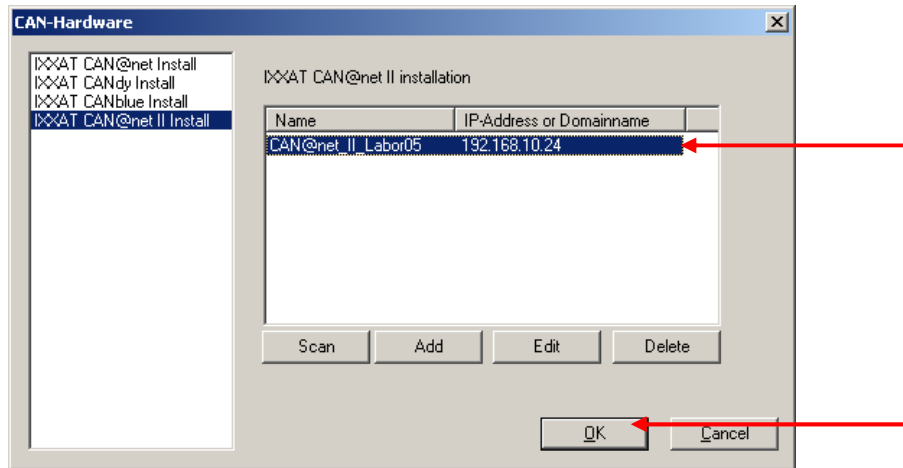 CAN-Hardware
IXXAT CAN@net Install
IXXAT CANdy Install
IXXAT CANblue Install
IXXAT CAN@net II Install
IXXAT CAN@net II installation
Name IP-Address or Domainname
CAN@net_II_Labor05 192.168.10.24
Scan Add Edit Delete
OK Cancel